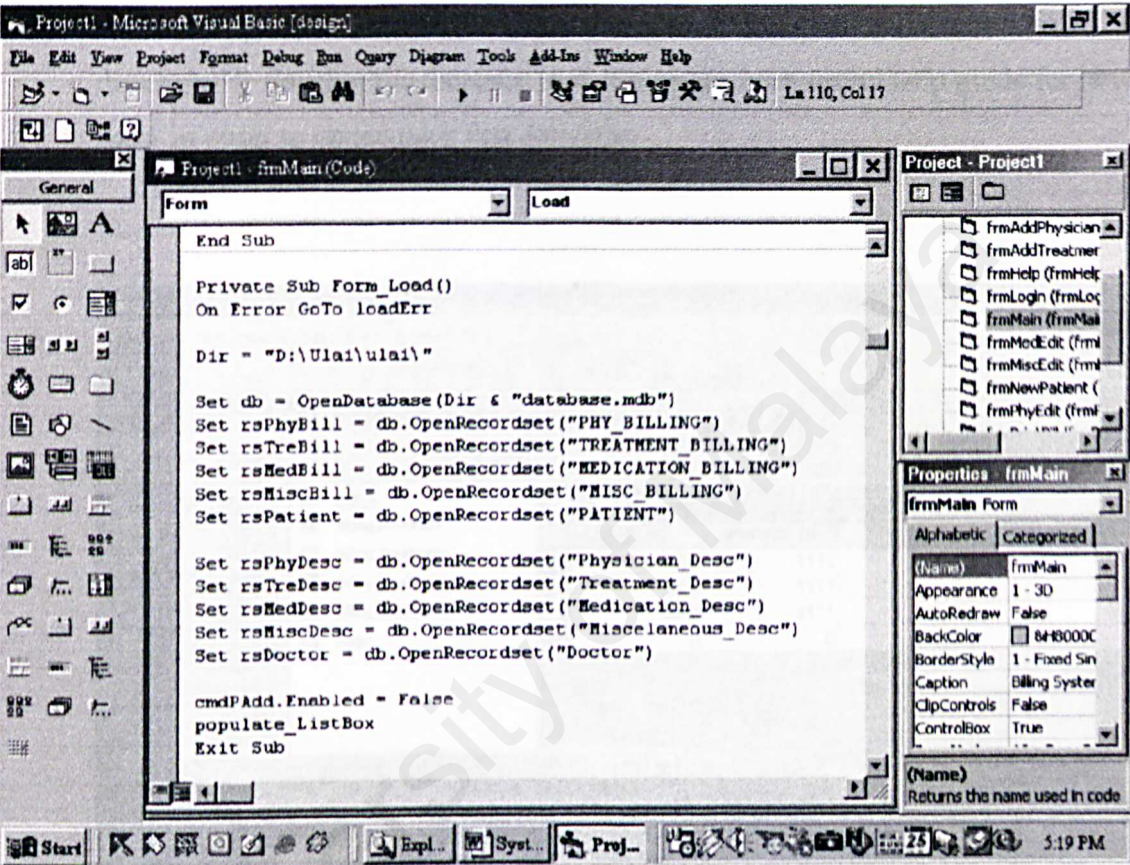 Project1 - Microsoft Visual Basic [design]
File Edit View Project Format Debug Run Query Diagram Tools Add-Ins Window Help
Ln 110, Col 17
General
Project1 - frmMain (Code)
Form
Load
End Sub
Private Sub Form_Load()
On Error GoTo loadErr
Dir = "D:\Ulai\ulai\"
Set db = OpenDatabase(Dir & "database.mdb")
Set rsPhyBill = db.OpenRecordset("PHY_BILLING")
Set rsTreBill = db.OpenRecordset("TREATMENT_BILLING")
Set rsMedBill = db.OpenRecordset("MEDICATION_BILLING")
Set rsMiscBill = db.OpenRecordset("MISC_BILLING")
Set rsPatient = db.OpenRecordset("PATIENT")
Set rsPhyDesc = db.OpenRecordset("Physician_Desc")
Set rsTreDesc = db.OpenRecordset("Treatment_Desc")
Set rsMedDesc = db.OpenRecordset("Medication_Desc")
Set rsMiscDesc = db.OpenRecordset("Miscelaneous_Desc")
Set rsDoctor = db.OpenRecordset("Doctor")
cmdPAdd.Enabled = False
populate_ListBox
Exit Sub
Project - Project1
frmAddPhysician
frmAddTreatmer
frmHelp (frmHelp
frmLogin (frmLog
frmMain (frmMai
frmMedEdit (frml
frmMiscEdit (frml
frmNewPatient (
frmPhyEdit (frmF
Properties - frmMain
frmMain Form
Alphabetic Categorized
(Name) frmMain
Appearance 1 - 3D
AutoRedraw False
BackColor &H8000C
BorderStyle 1 - Fixed Sin
Caption Billing Syster
ClipControls False
ControlBox True
(Name)
Returns the name used in code
Start
Expl...
Syst...
Proj...
25
5:19 PM
sity of Malaya